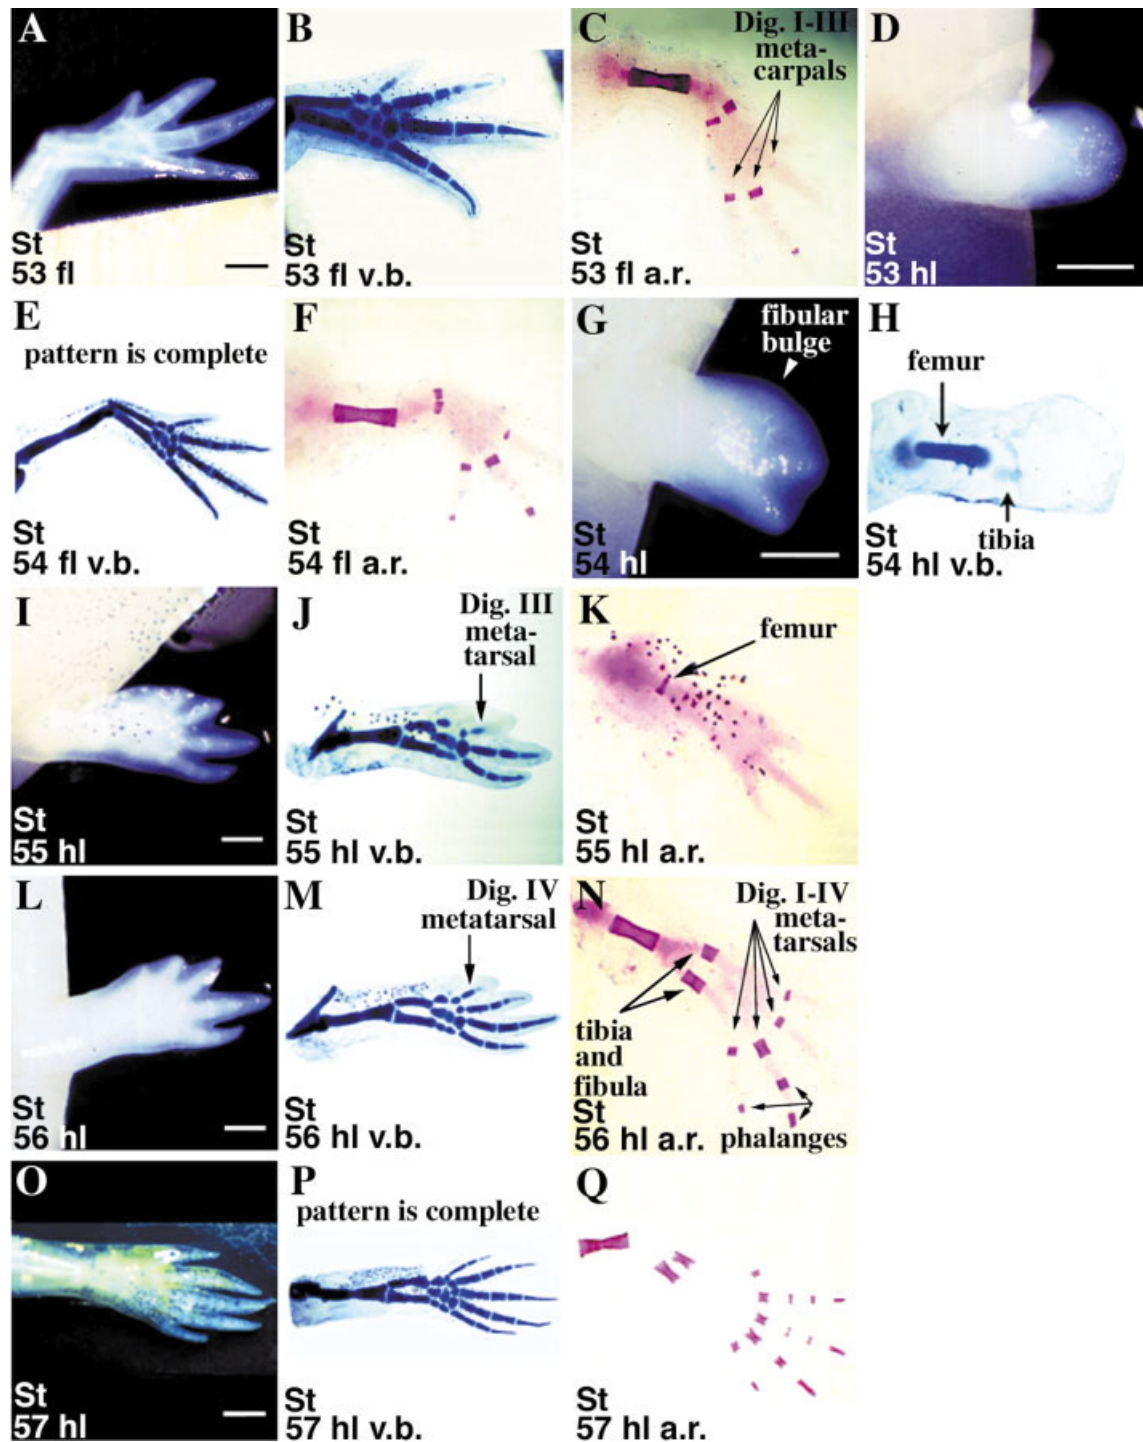 A
St
53 fl
B
St
53 fl v.b.
C
Dig. I-III
meta-
carpals
St
53 fl a.r.
D
St
53 hl
E
pattern is complete
St
54 fl v.b.
F
St
54 fl a.r.
G
fibular
bulge
St
54 hl
H
femur
tibia
St
54 hl v.b.
I
St
55 hl
J
Dig. III
meta-
tarsal
St
55 hl v.b.
K
femur
St
55 hl a.r.
L
St
56 hl
M
Dig. IV
metatarsal
St
56 hl v.b.
N
Dig. I-IV
meta-
tarsals
tibia
and
fibula
phalanges
St
56 hl a.r.
O
St
57 hl
P
pattern is complete
St
57 hl v.b.
Q
St
57 hl a.r.